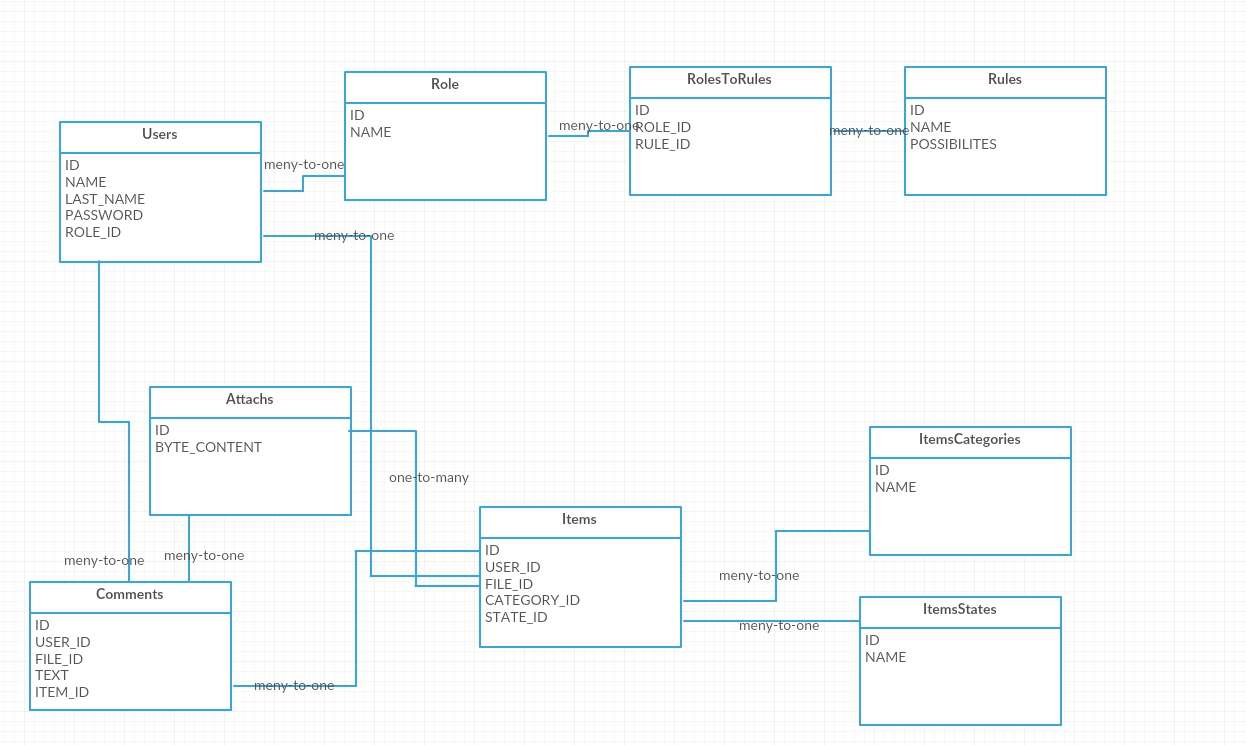 Users
ID
NAME
LAST_NAME
PASSWORD
ROLE_ID
meny-to-one
Role
ID
NAME
meny-to-one
RolesToRules
ID
ROLE_ID
RULE_ID
meny-to-one
Rules
ID
NAME
POSSIBILITES
meny-to-one
Attachs
ID
BYTE_CONTENT
one-to-many
meny-to-one
meny-to-one
Comments
ID
USER_ID
FILE_ID
TEXT
ITEM_ID
meny-to-one
Items
ID
USER_ID
FILE_ID
CATEGORY_ID
STATE_ID
meny-to-one
meny-to-one
ItemsCategories
ID
NAME
ItemsStates
ID
NAME